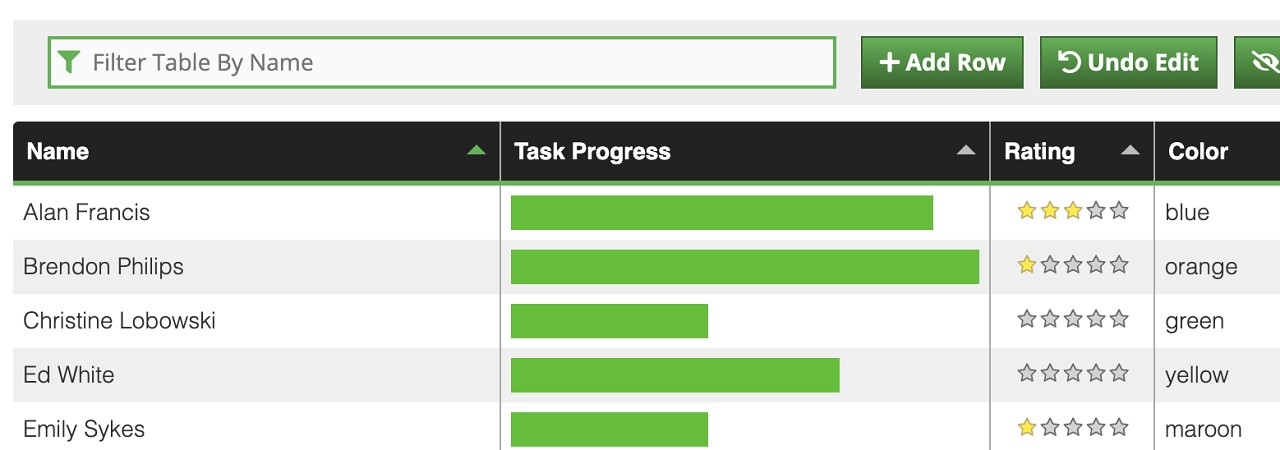 Filter Table By Name Add Row Undo Edit
Name Task Progress Rating Color
Alan Francis blue
Brendon Philips orange
Christine Lobowski green
Ed White yellow
Emily Sykes maroon